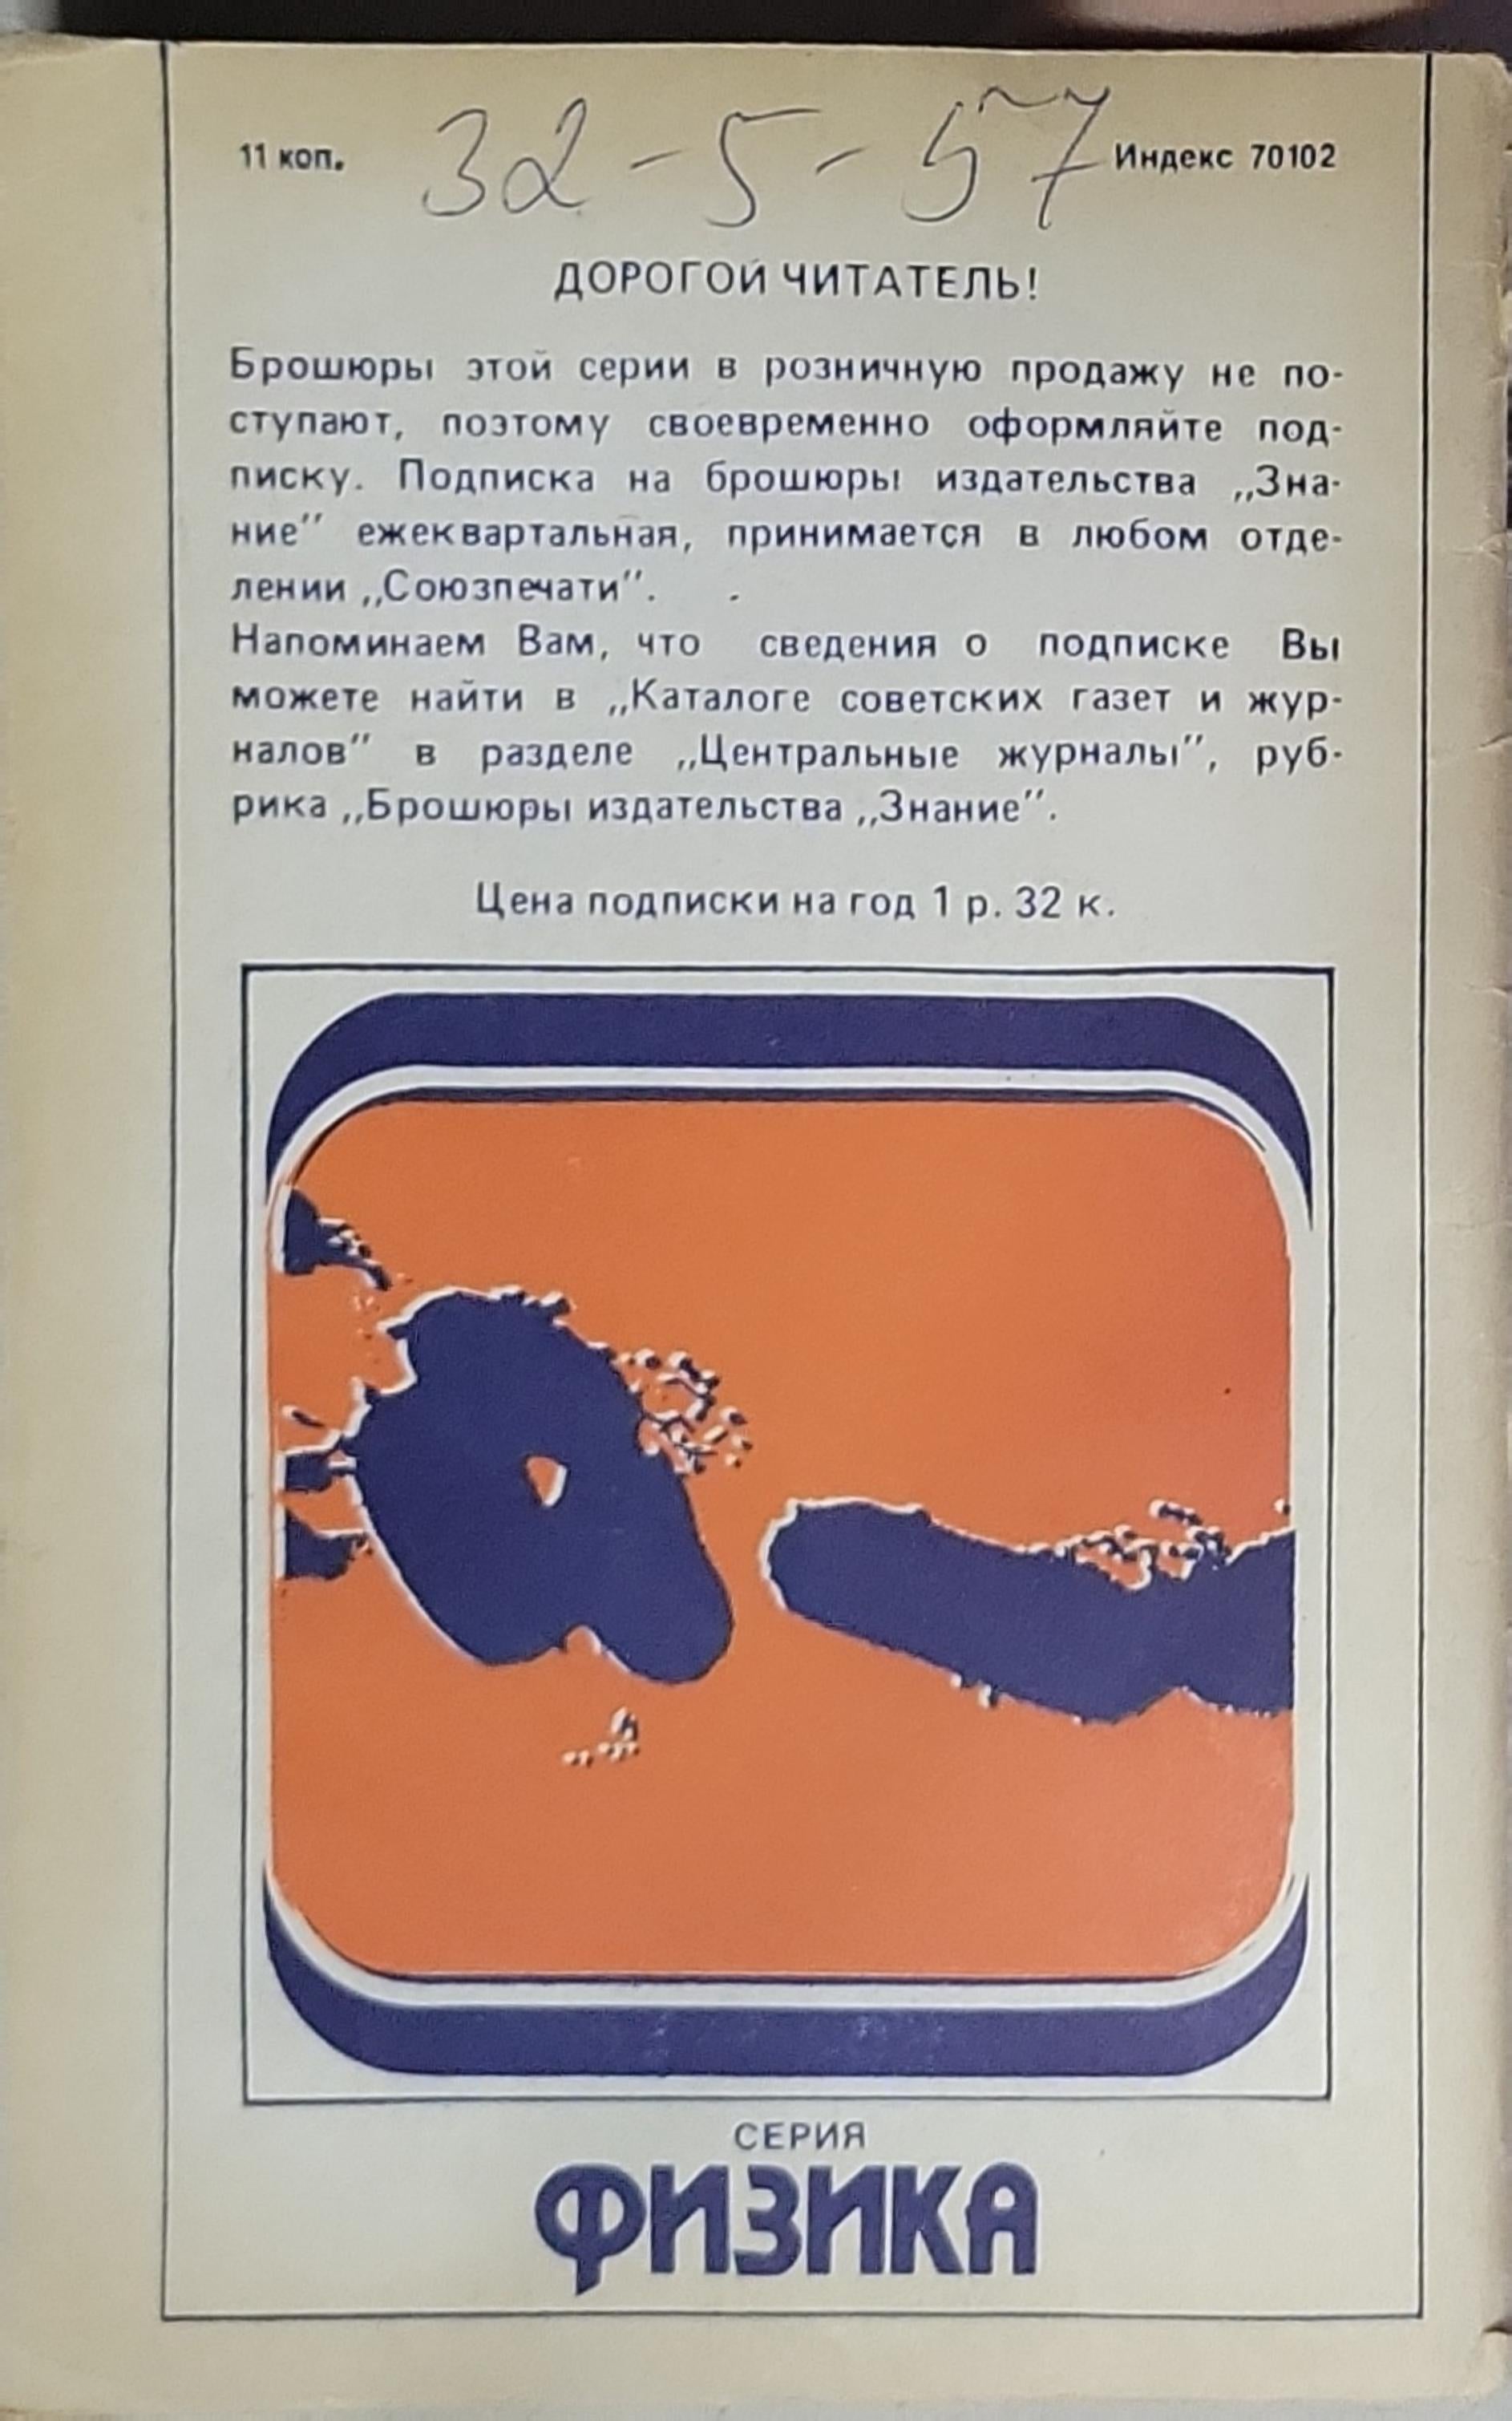 11 коп. 32-5-57 Индекс 70102
ДОРОГОЙ ЧИТАТЕЛЬ!
Брошюры этой серии в розничную продажу не по-
ступают, поэтому своевременно оформляйте под-
писку. Подписка на брошюры издательства „Зна-
ние” ежеквартальная, принимается в любом отде-
лении „Союзпечати”.
Напоминаем Вам, что сведения о подписке Вы
можете найти в „Каталоге советских газет и жур-
налов” в разделе „Центральные журналы”, руб-
рика „Брошюры издательства „Знание”.
Цена подписки на год 1 р. 32 к.
СЕРИЯ
ФИЗИКА